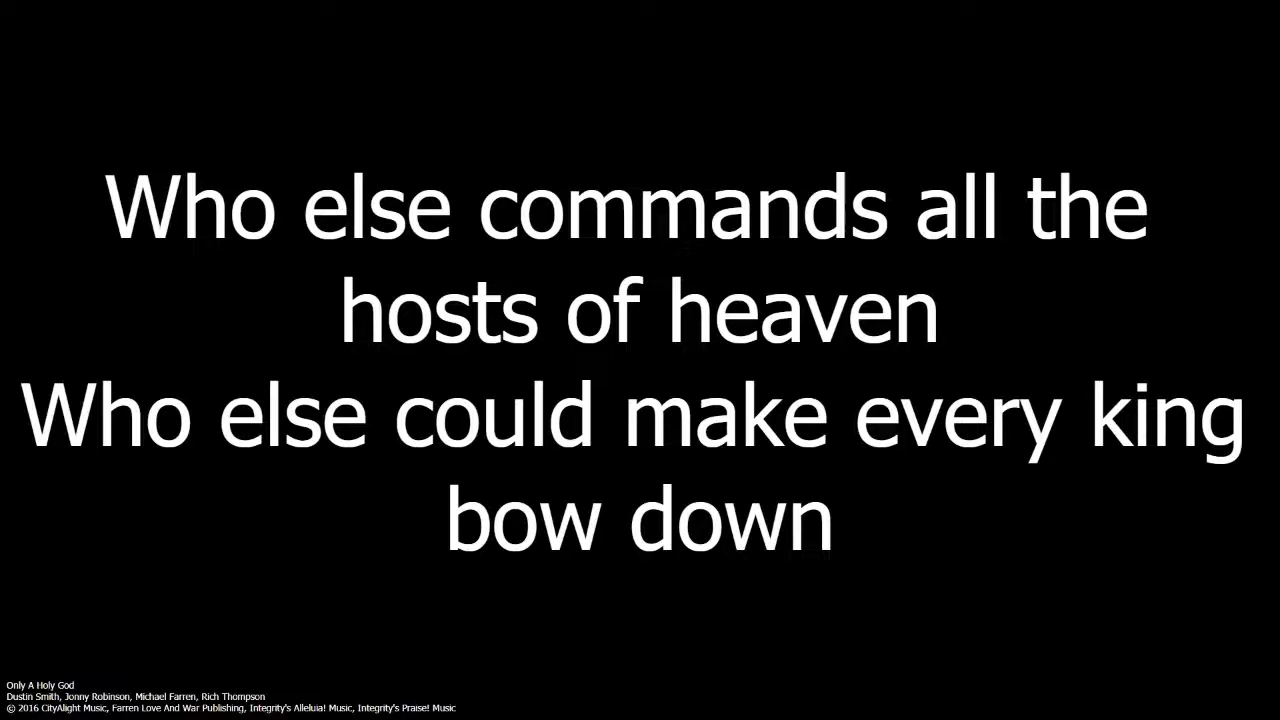 Who else commands all the
hosts of heaven
Who else could make every king
bow down
Only A Holy God
Dustin Smith, Jonny Robinson, Michael Farren, Rich Thompson
© 2016 CityAlight Music, Farren Love And War Publishing, Integrity's Alleluia! Music, Integrity's Praise! Music